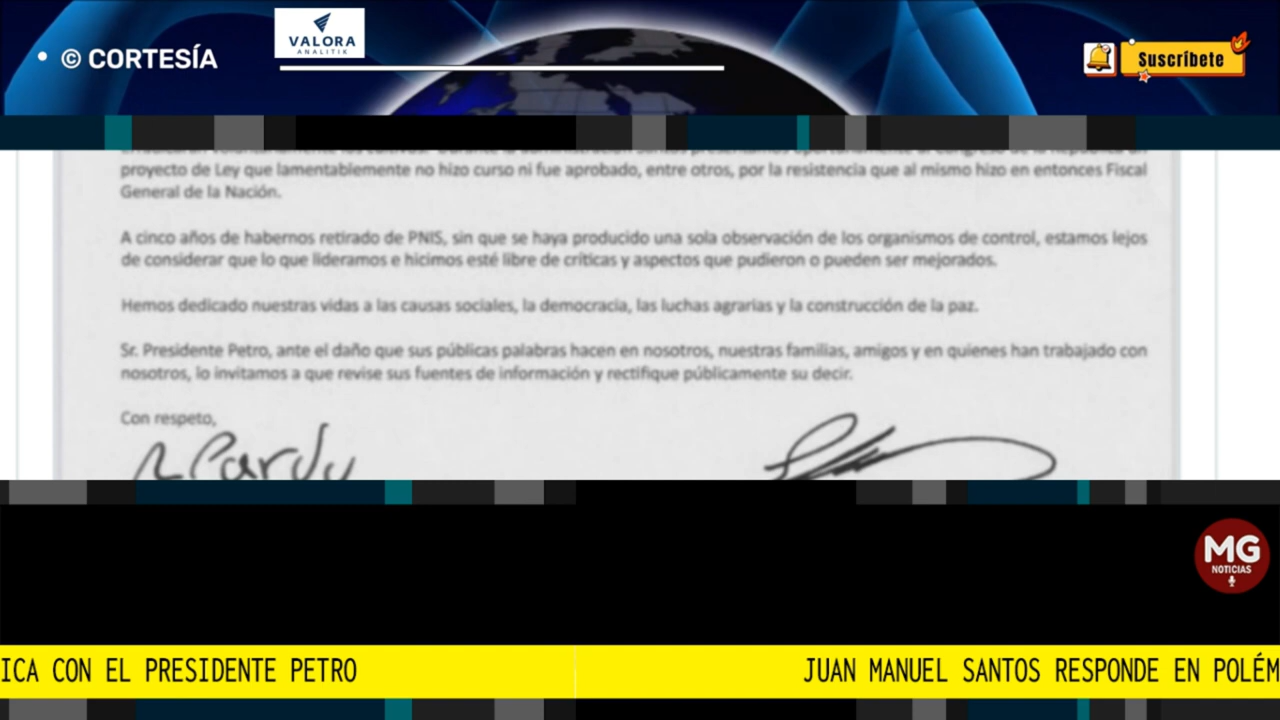 © CORTESÍA
VALORA
ANALITIK
Suscríbete
proyecto de Ley que lamentablemente no hizo curso ni fue aprobado, entre otros, por la resistencia que al mismo hizo en entonces Fiscal
General de la Nación.
A cinco años de habernos retirado de PNIS, sin que se haya producido una sola observación de los organismos de control, estamos lejos
de considerar que lo que lideramos e hicimos esté libre de críticas y aspectos que pudieron o pueden ser mejorados.
Hemos dedicado nuestras vidas a las causas sociales, la democracia, las luchas agrarias y la construcción de la paz.
Sr. Presidente Petro, ante el daño que sus públicas palabras hacen en nosotros, nuestras familias, amigos y en quienes han trabajado con
nosotros, lo invitamos a que revise sus fuentes de información y rectifique públicamente su decir.
Con respeto,
MG
NOTICIAS
ICA CON EL PRESIDENTE PETRO JUAN MANUEL SANTOS RESPONDE EN POLÉM